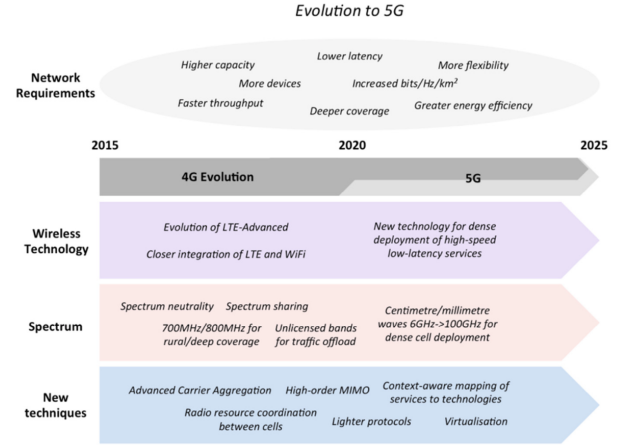 Evolution to 5G
Network
Requirements
Higher capacity
Lower latency
More flexibility
More devices
Increased bits/Hz/km²
Faster throughput
Deeper coverage
Greater energy efficiency
2015
2020
2025
4G Evolution
5G
Wireless
Technology
Evolution of LTE-Advanced
Closer integration of LTE and WiFi
New technology for dense
deployment of high-speed
low-latency services
Spectrum
Spectrum neutrality
Spectrum sharing
700MHz/800MHz for
rural/deep coverage
Unlicensed bands
for traffic offload
Centimetre/millimetre
waves 6GHz->100GHz for
dense cell deployment
New
techniques
Advanced Carrier Aggregation
High-order MIMO
Context-aware mapping of
services to technologies
Radio resource coordination
between cells
Lighter protocols
Virtualisation